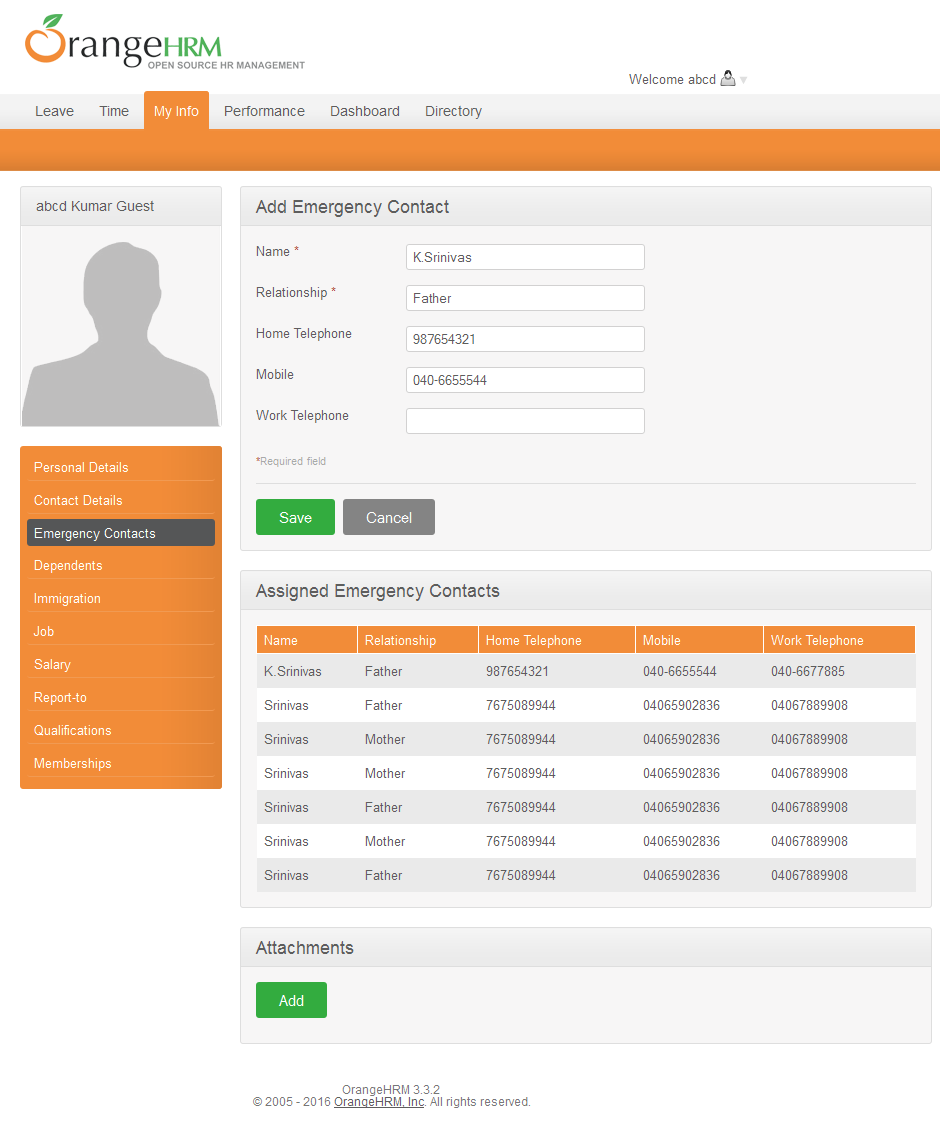 OrangeHRM
OPEN SOURCE HR MANAGEMENT
Welcome abcd
Leave Time My Info Performance Dashboard Directory
abcd Kumar Guest
Personal Details
Contact Details
Emergency Contacts
Dependents
Immigration
Job
Salary
Report-to
Qualifications
Memberships
Add Emergency Contact
Name * K.Srinivas
Relationship * Father
Home Telephone 987654321
Mobile 040-6655544
Work Telephone
*Required field
Save Cancel
Assigned Emergency Contacts
Name Relationship Home Telephone Mobile Work Telephone
K.Srinivas Father 987654321 040-6655544 040-6677885
Srinivas Father 7675089944 04065902836 04067889908
Srinivas Mother 7675089944 04065902836 04067889908
Srinivas Mother 7675089944 04065902836 04067889908
Srinivas Father 7675089944 04065902836 04067889908
Srinivas Mother 7675089944 04065902836 04067889908
Srinivas Father 7675089944 04065902836 04067889908
Attachments
Add
OrangeHRM 3.3.2
© 2005 - 2016 OrangeHRM, Inc. All rights reserved.